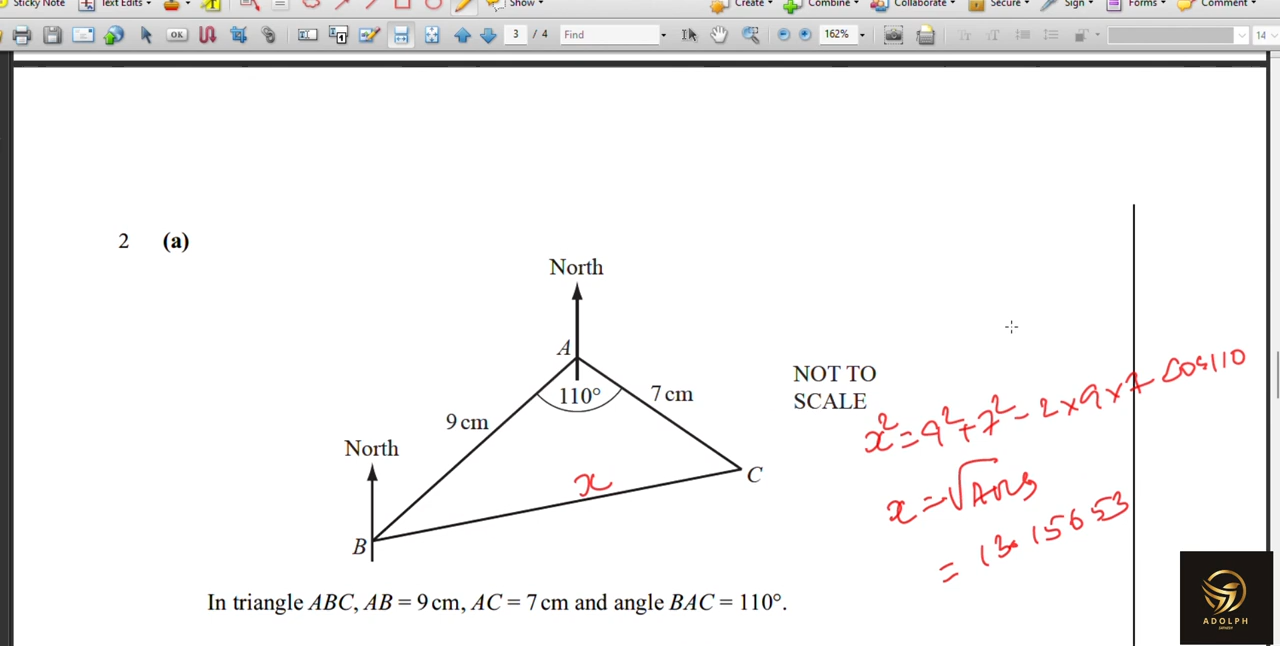 Sticky Note Text Edits T Show Create Combine Collaborate Secure Sign Forms Comment
OK 3 / 4 Find 162% 14
2 (a)
North
A
110°
7 cm
9 cm
North
B
C
x
NOT TO
SCALE
x²=9²+7²-2×9×7 Cos110
x=√Ans
= 13.15653
In triangle ABC, AB = 9 cm, AC = 7 cm and angle BAC = 110°.
ADOLPH